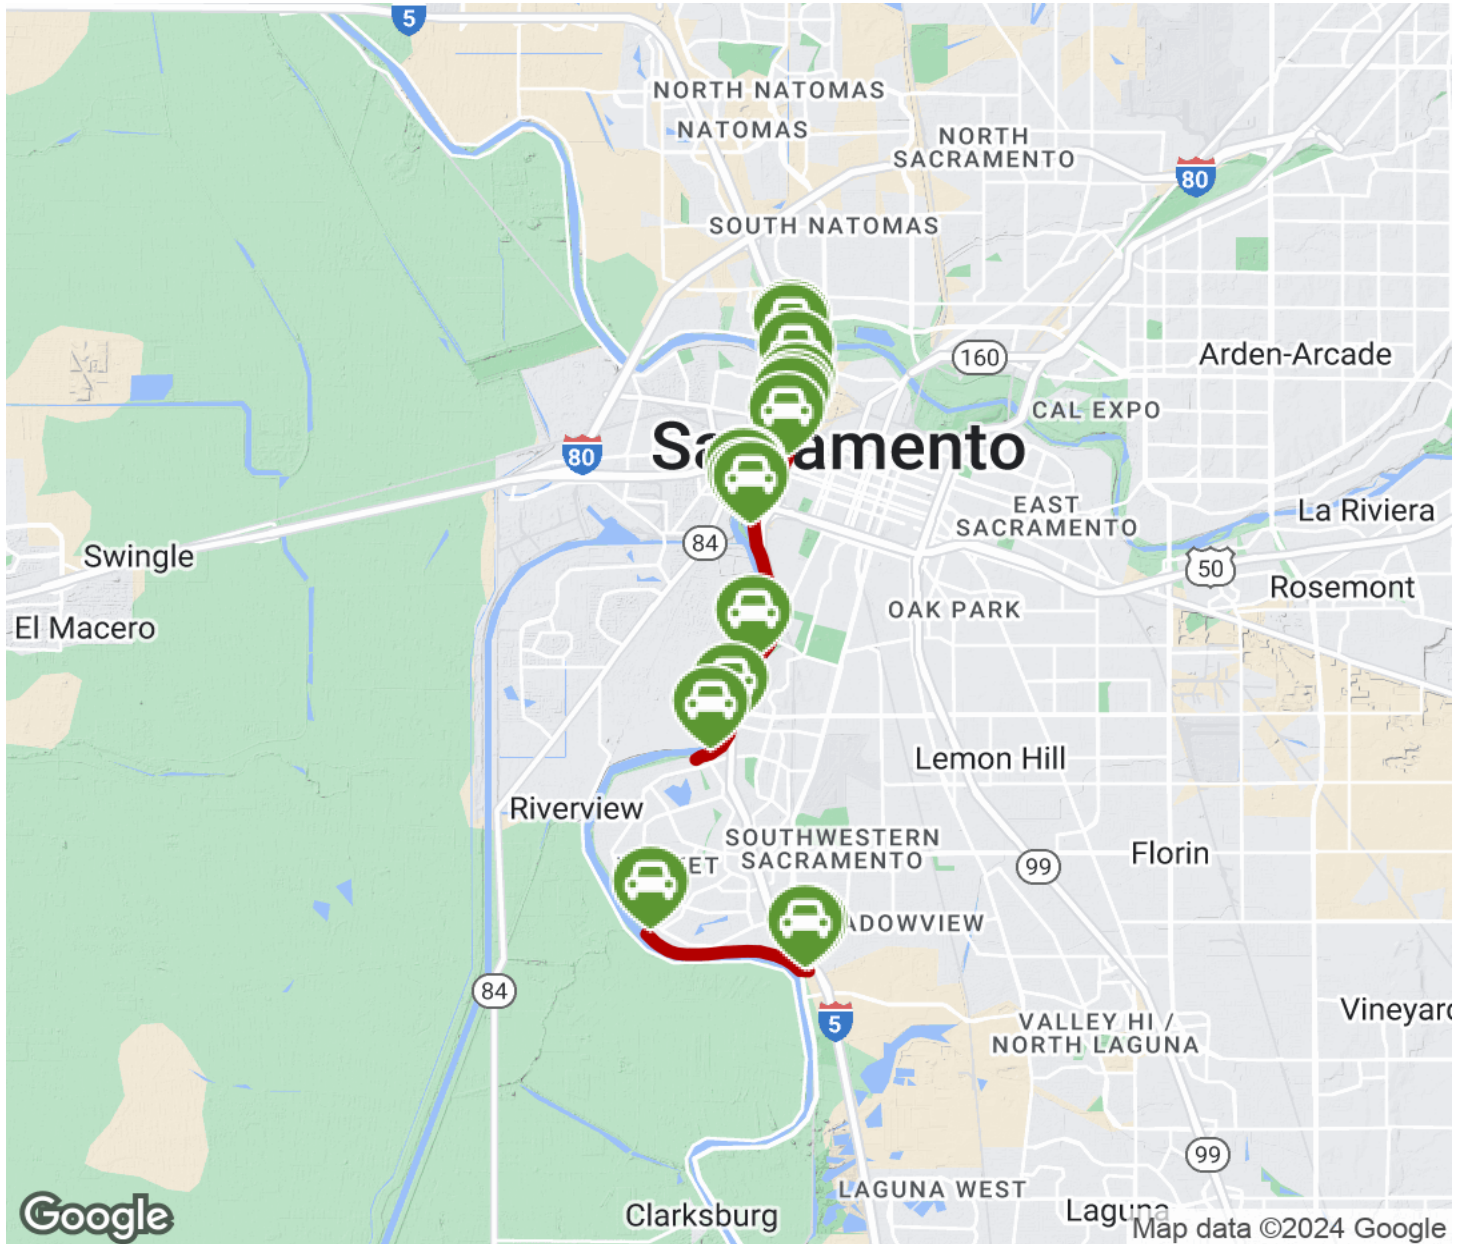 5
NORTH NATOMAS
NATOMAS
NORTH
SACRAMENTO
80
SOUTH NATOMAS
160
Arden-Arcade
CAL EXPO
80
EAST
SACRAMENTO
La Riviera
84
Swingle
50
Rosemont
OAK PARK
El Macero
Lemon Hill
Riverview
SOUTHWESTERN
SACRAMENTO
99
Florin
84
5
VALLEY HI /
NORTH LAGUNA
99
LAGUNA WEST
Clarksburg
Laguna
Google
Map data ©2024 Google